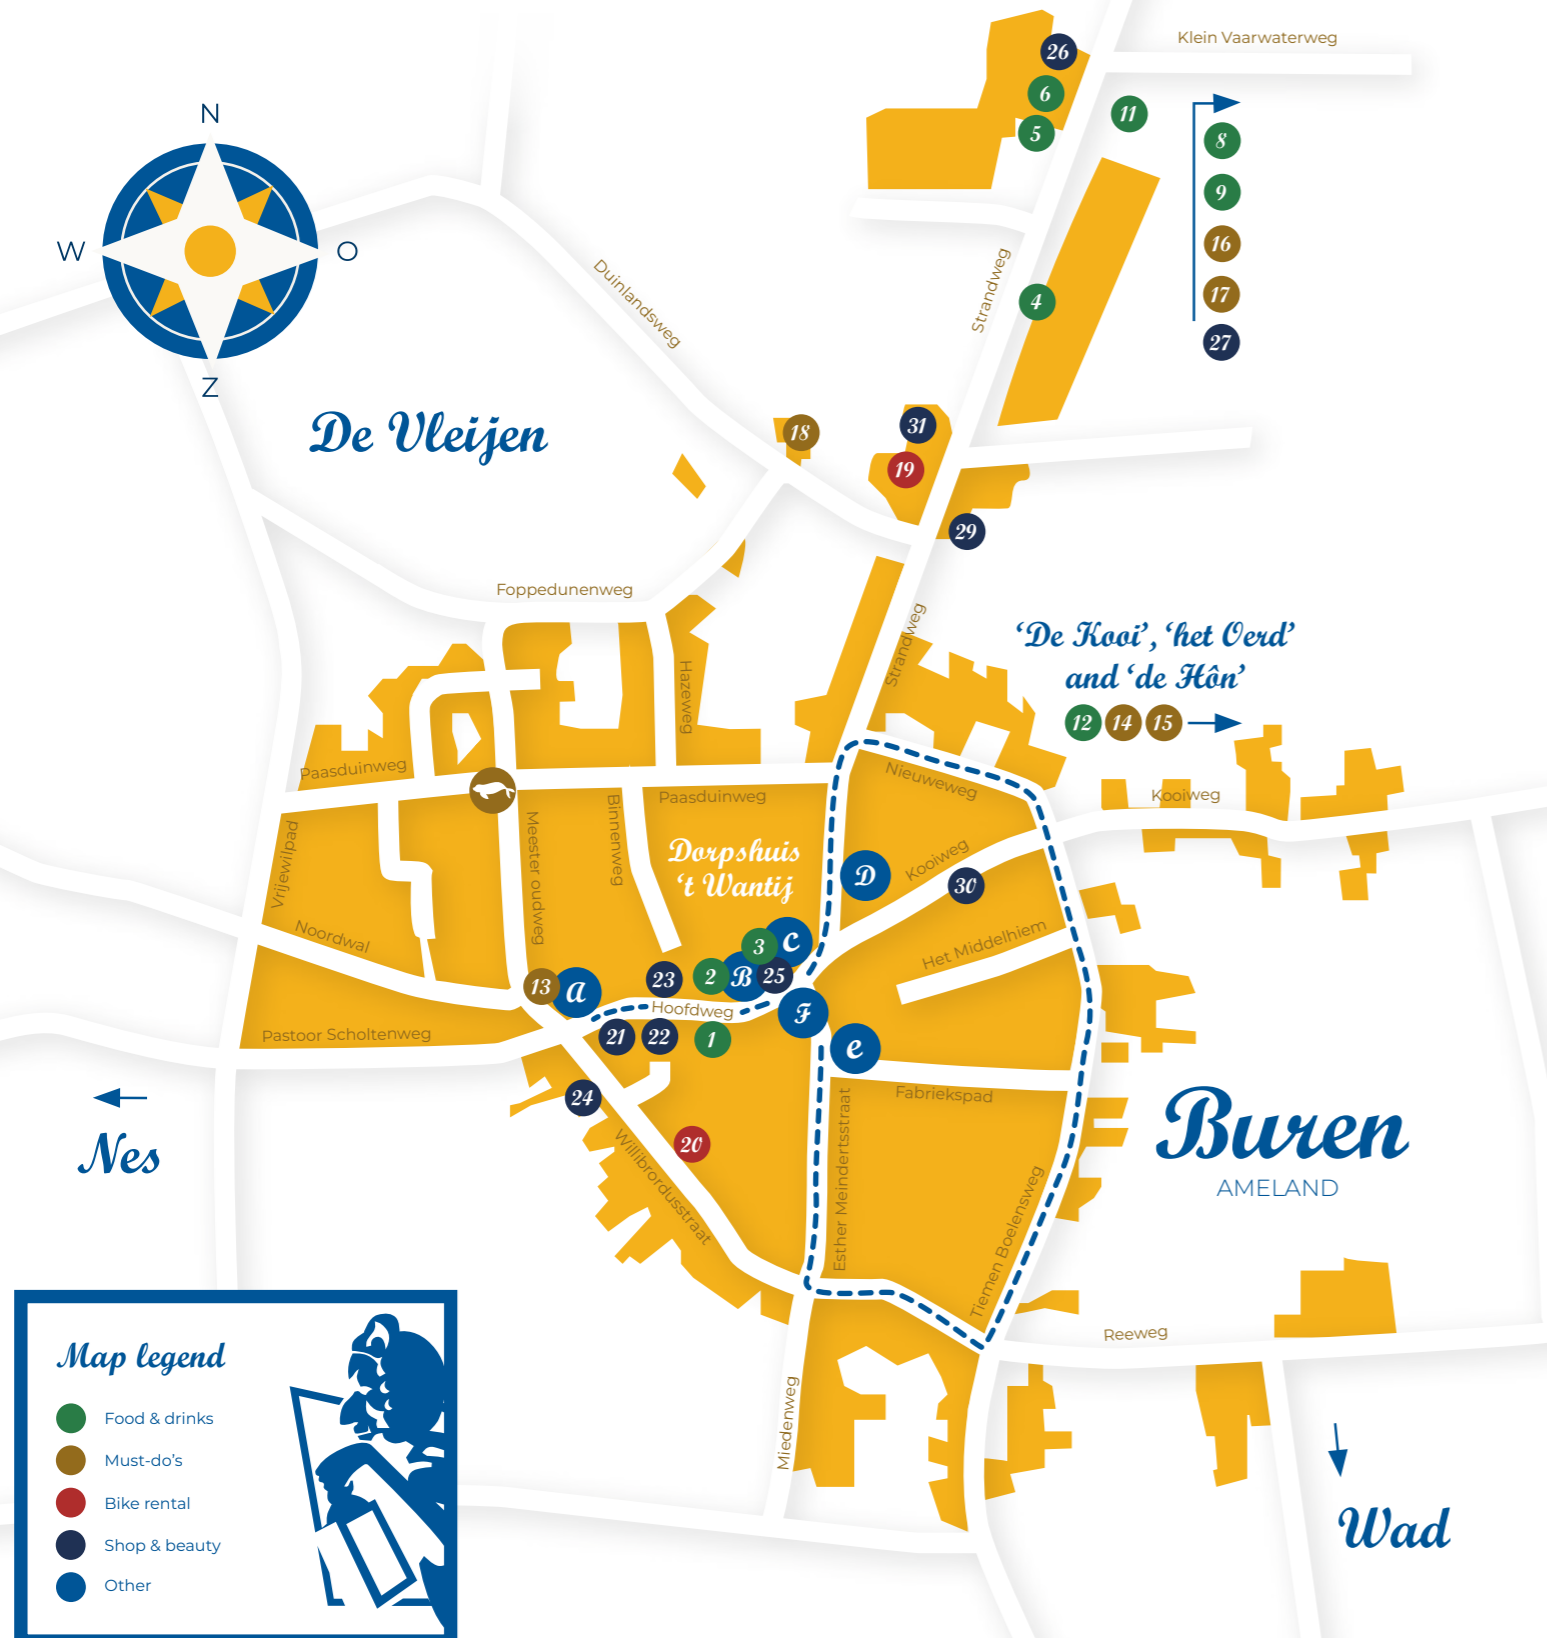 Klein Vaarwaterweg
26
6
5
11
8
9
16
17
27
N
W
O
Z
Duinlandsweg
Strandweg
4
De Vleijen
18
31
19
29
Foppedunenweg
Strandweg
'De Kooi', 'het Oerd'
and 'de Hôn'
12
14
15
Hazeweg
Paasduinweg
Paasduinweg
Nieuweweg
Kooiweg
Vrijewilpad
Meester oudweg
Binnenweg
Dorpshuis
't Wantij
D
Kooiweg
30
Noordwal
Het Middelhiem
3
C
13
A
23
2
B
25
Hoofdweg
F
Pastoor Scholtenweg
21
22
1
e
24
Fabriekspad
Nes
20
Willibrordusstraat
Esther Meindertsstraat
Tiemen Boelensweg
Buren
AMELAND
Reeweg
Miedenweg
Wad
Map legend
Food & drinks
Must-do's
Bike rental
Shop & beauty
Other